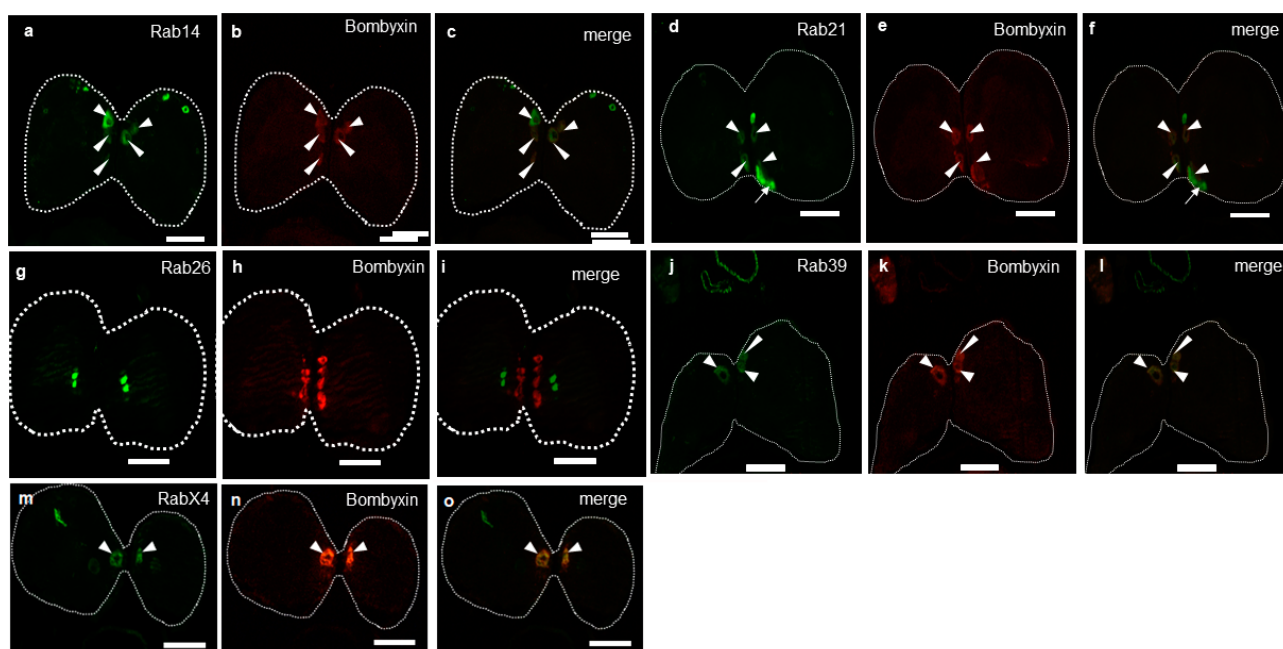 a Rab14
b Bombyxin
c merge
d Rab21
e Bombyxin
f merge
g Rab26
h Bombyxin
i merge
j Rab39
k Bombyxin
l merge
m RabX4
n Bombyxin
o merge